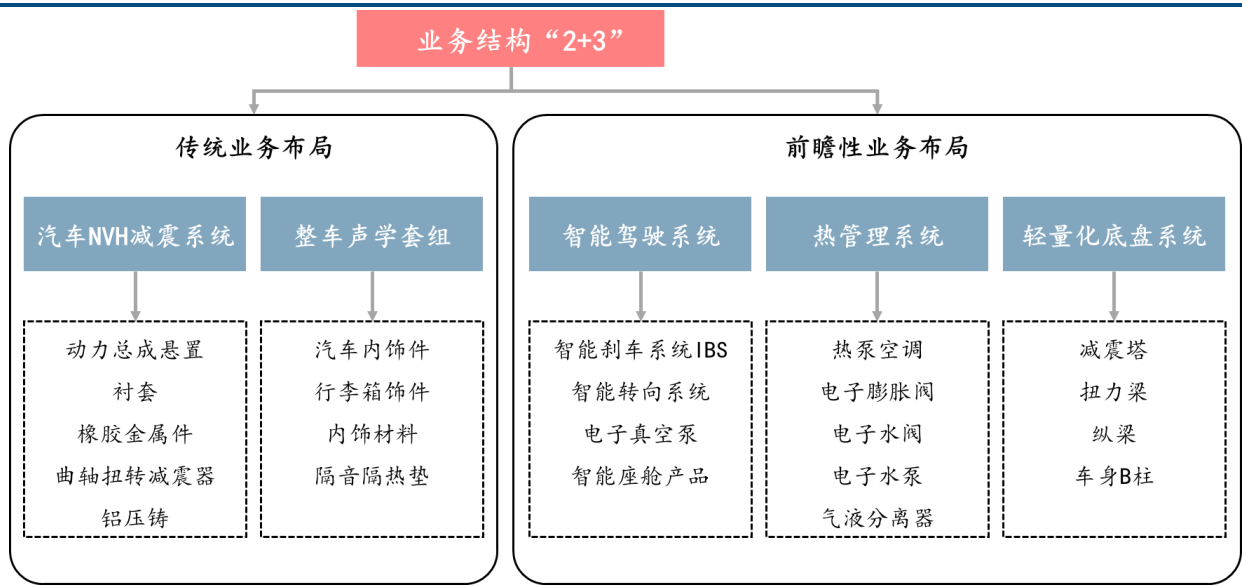 业务结构“2+3”
传统业务布局
汽车NVH减震系统
动力总成悬置
衬套
橡胶金属件
曲轴扭转减震器
铝压铸
整车声学套组
汽车内饰件
行李箱饰件
内饰材料
隔音隔热垫
前瞻性业务布局
智能驾驶系统
智能刹车系统IBS
智能转向系统
电子真空泵
智能座舱产品
热管理系统
热泵空调
电子膨胀阀
电子水阀
电子水泵
气液分离器
轻量化底盘系统
减震塔
扭力梁
纵梁
车身B柱